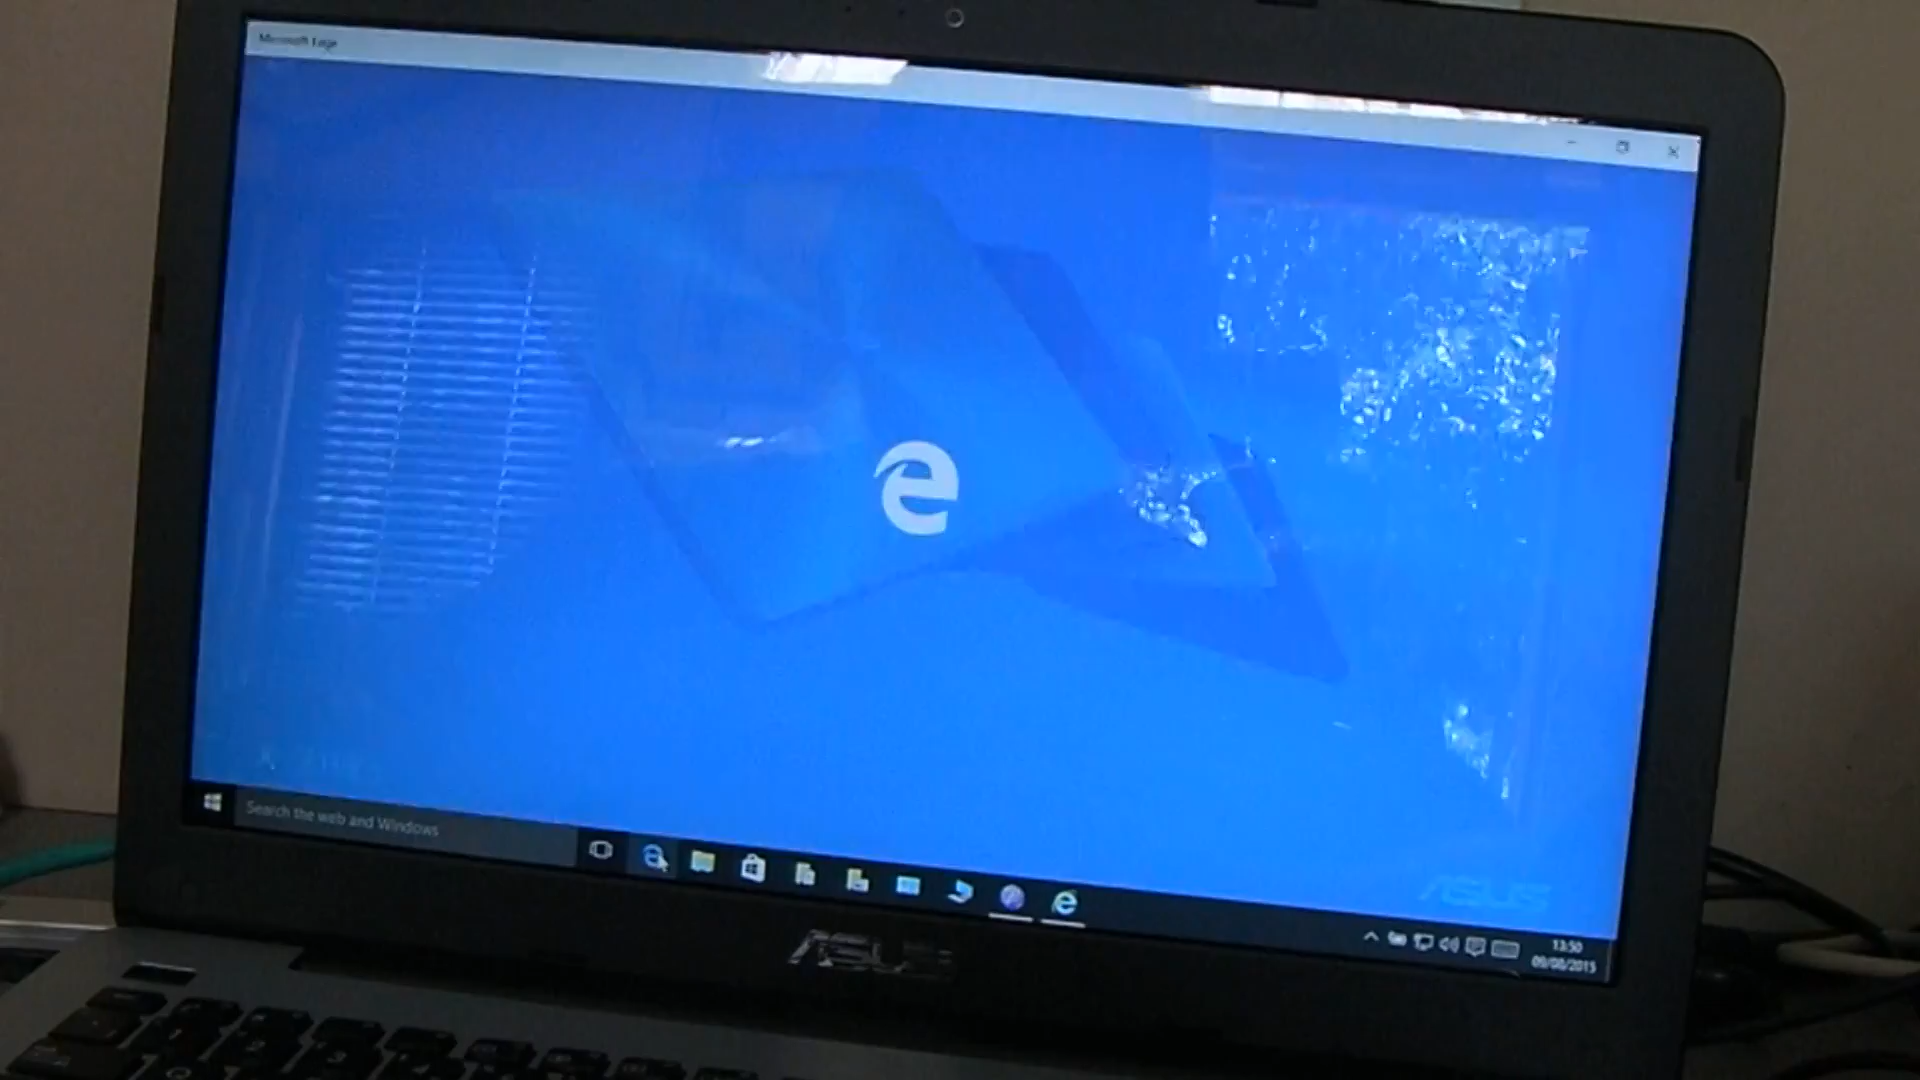 Microsoft Edge
ASUS
Search the web and Windows
13:50
09/08/2015
ASUS